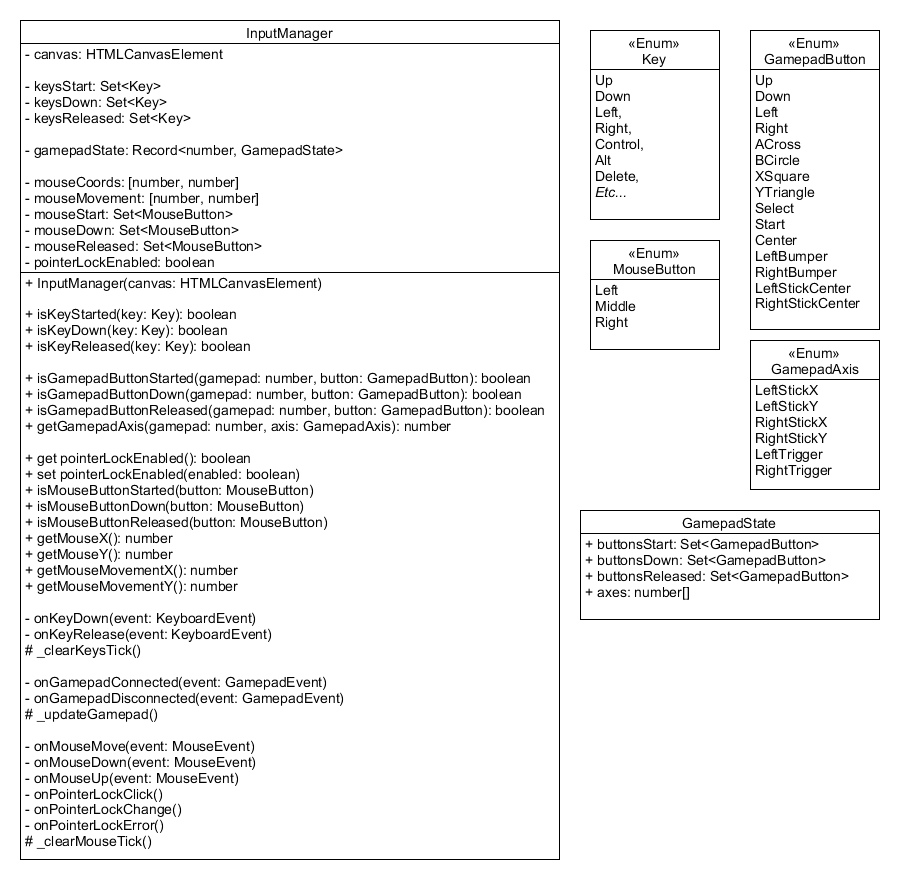 InputManager
- canvas: HTMLCanvasElement
- keysStart: Set<Key>
- keysDown: Set<Key>
- keysReleased: Set<Key>
- gamepadState: Record<number, GamepadState>
- mouseCoords: [number, number]
- mouseMovement: [number, number]
- mouseStart: Set<MouseButton>
- mouseDown: Set<MouseButton>
- mouseReleased: Set<MouseButton>
- pointerLockEnabled: boolean
+ InputManager(canvas: HTMLCanvasElement)
+ isKeyStarted(key: Key): boolean
+ isKeyDown(key: Key): boolean
+ isKeyReleased(key: Key): boolean
+ isGamepadButtonStarted(gamepad: number, button: GamepadButton): boolean
+ isGamepadButtonDown(gamepad: number, button: GamepadButton): boolean
+ isGamepadButtonReleased(gamepad: number, button: GamepadButton): boolean
+ getGamepadAxis(gamepad: number, axis: GamepadAxis): number
+ get pointerLockEnabled(): boolean
+ set pointerLockEnabled(enabled: boolean)
+ isMouseButtonStarted(button: MouseButton)
+ isMouseButtonDown(button: MouseButton)
+ isMouseButtonReleased(button: MouseButton)
+ getMouseX(): number
+ getMouseY(): number
+ getMouseMovementX(): number
+ getMouseMovementY(): number
- onKeyDown(event: KeyboardEvent)
- onKeyRelease(event: KeyboardEvent)
# _clearKeysTick()
- onGamepadConnected(event: GamepadEvent)
- onGamepadDisconnected(event: GamepadEvent)
# _updateGamepad()
- onMouseMove(event: MouseEvent)
- onMouseDown(event: MouseEvent)
- onMouseUp(event: MouseEvent)
- onPointerLockClick()
- onPointerLockChange()
- onPointerLockError()
# _clearMouseTick()
«Enum»
Key
Up
Down
Left,
Right,
Control,
Alt
Delete,
Etc...
«Enum»
MouseButton
Left
Middle
Right
«Enum»
GamepadButton
Up
Down
Left
Right
ACross
BCircle
XSquare
YTriangle
Select
Start
Center
LeftBumper
RightBumper
LeftStickCenter
RightStickCenter
«Enum»
GamepadAxis
LeftStickX
LeftStickY
RightStickX
RightStickY
LeftTrigger
RightTrigger
GamepadState
+ buttonsStart: Set<GamepadButton>
+ buttonsDown: Set<GamepadButton>
+ buttonsReleased: Set<GamepadButton>
+ axes: number[]